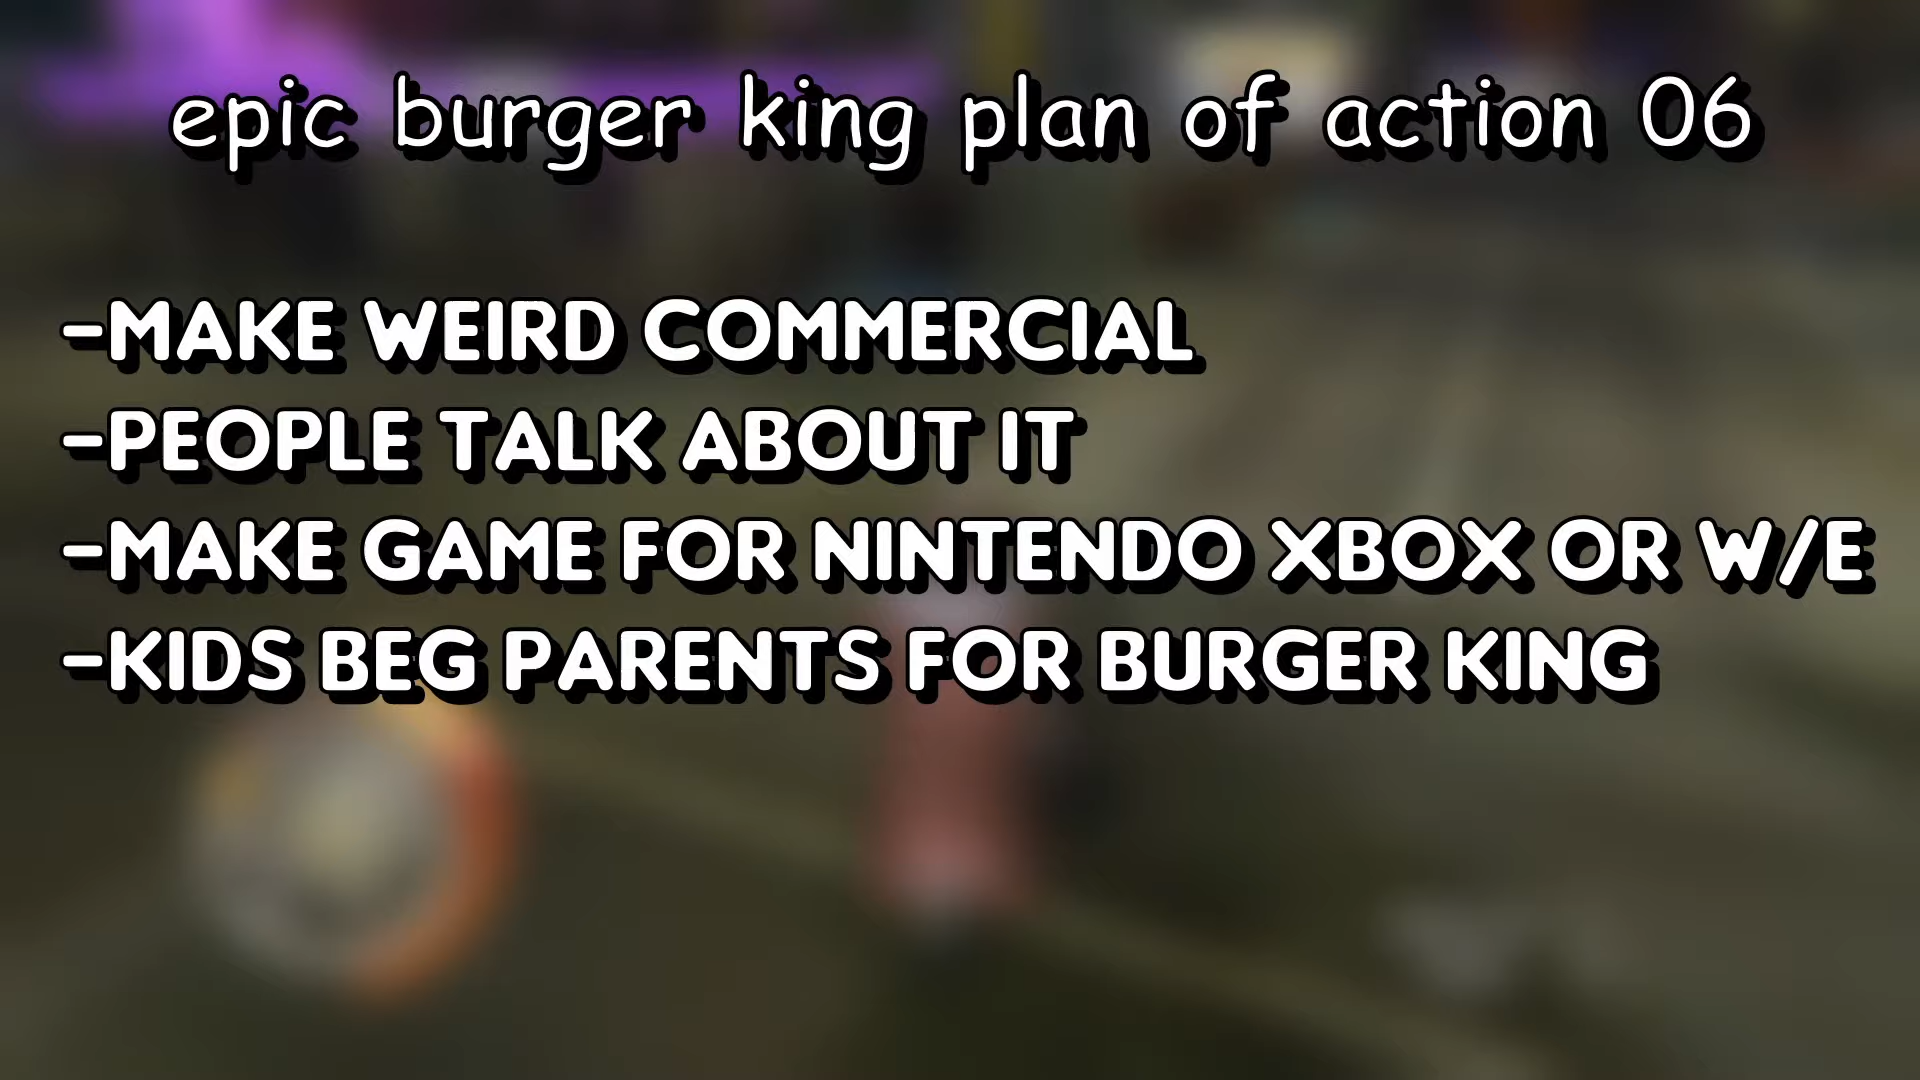 epic burger king plan of action 06
-MAKE WEIRD COMMERCIAL
-PEOPLE TALK ABOUT IT
-MAKE GAME FOR NINTENDO XBOX OR W/E
-KIDS BEG PARENTS FOR BURGER KING